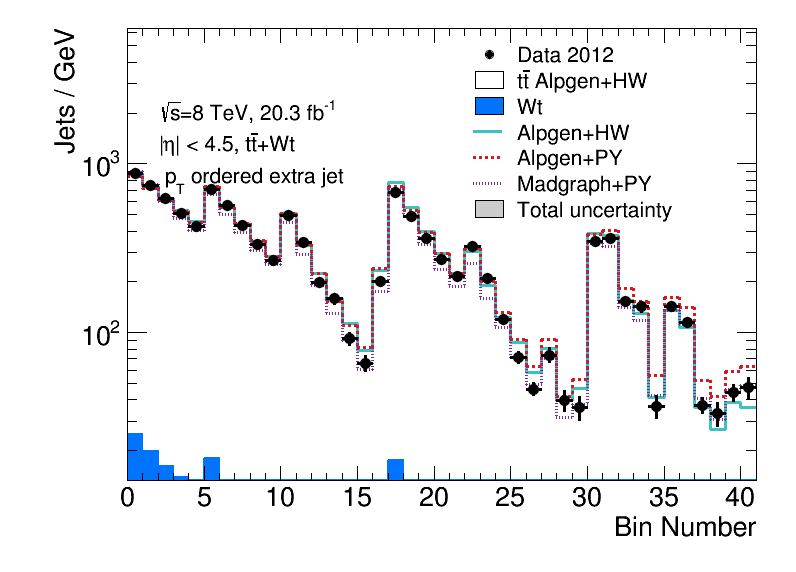 Jets / GeV
10³
10²
√s=8 TeV, 20.3 fb⁻¹
|η| < 4.5, tt̄+Wt
p_T ordered extra jet
Data 2012
tt̄ Alpgen+HW
Wt
Alpgen+HW
Alpgen+PY
Madgraph+PY
Total uncertainty
0 5 10 15 20 25 30 35 40
Bin Number